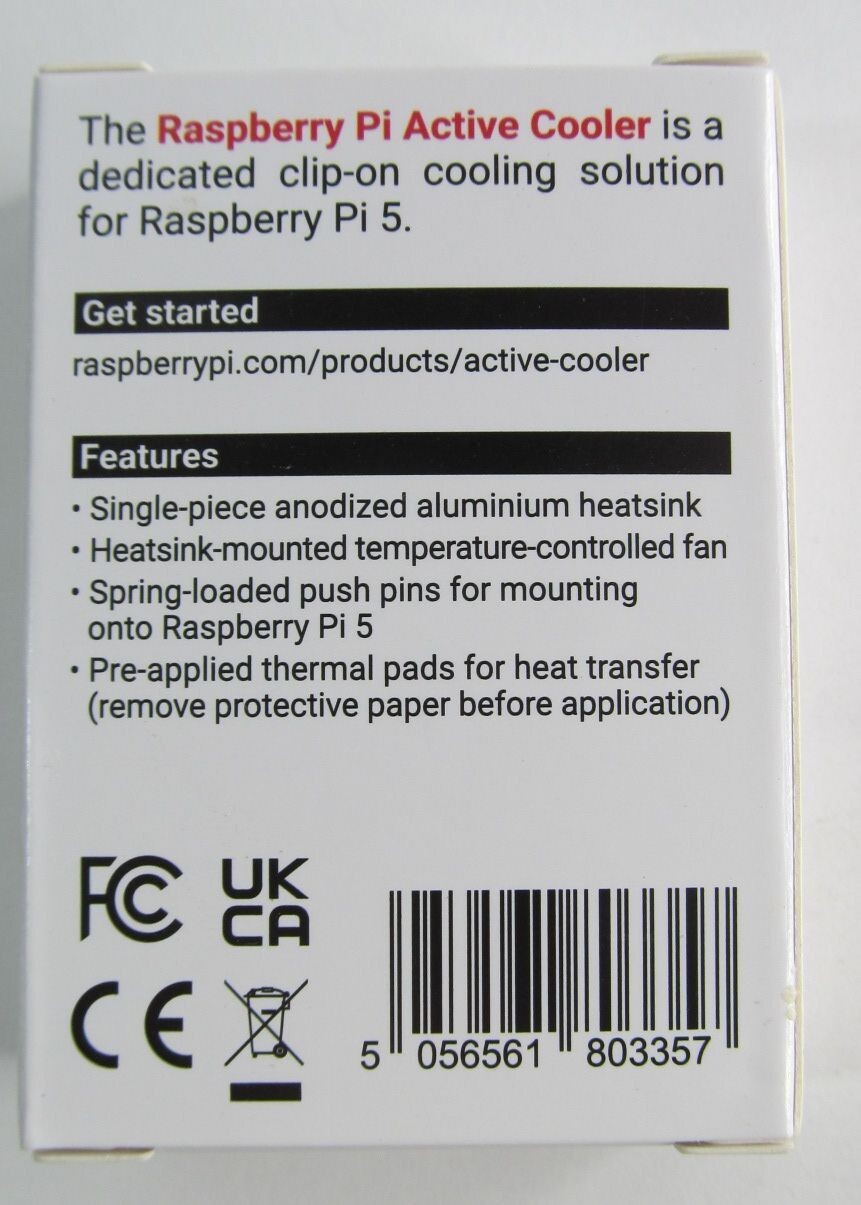 The Raspberry Pi Active Cooler is a
dedicated clip-on cooling solution
for Raspberry Pi 5.
Get started
raspberrypi.com/products/active-cooler
Features
• Single-piece anodized aluminium heatsink
• Heatsink-mounted temperature-controlled fan
• Spring-loaded push pins for mounting
onto Raspberry Pi 5
• Pre-applied thermal pads for heat transfer
(remove protective paper before application)
FC
UK
CA
CE
5 056561 803357